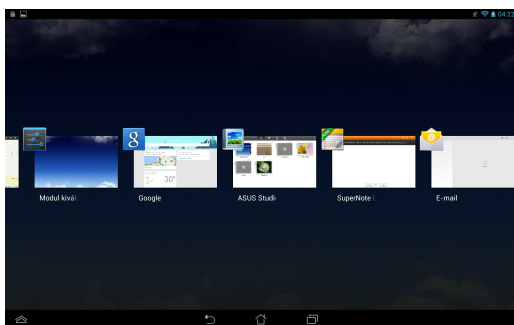 04:22
30°
Modul kivál
Google
ASUS Studi
SuperNote L
E-mail